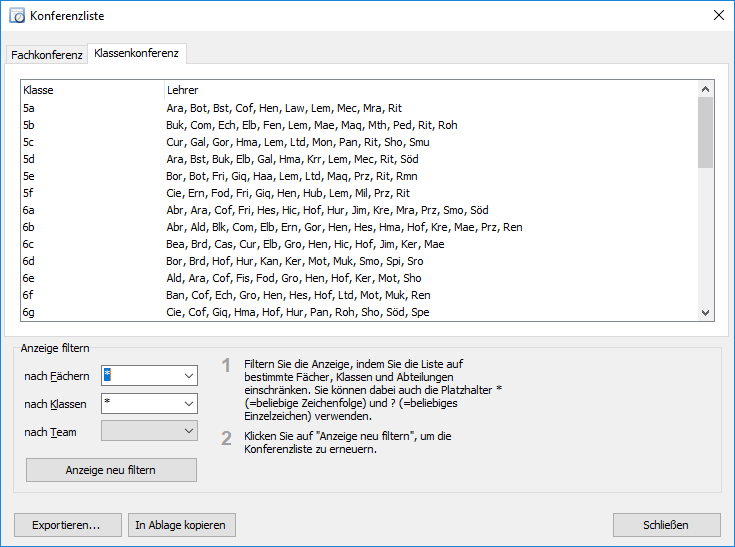 Konferenzliste
Fachkonferenz Klassenkonferenz
Klasse Lehrer
5a Ara, Bot, Bst, Cof, Hen, Law, Lem, Mec, Mra, Rit
5b Buk, Com, Ech, Elb, Fen, Lem, Mae, Maq, Mth, Ped, Rit, Roh
5c Cur, Gal, Gor, Hma, Lem, Ltd, Mon, Pan, Rit, Sho, Smu
5d Ara, Bst, Buk, Elb, Gal, Hma, Krr, Lem, Mec, Rit, Söd
5e Bor, Bot, Fri, Giq, Haa, Lem, Ltd, Maq, Prz, Rit, Rmn
5f Cie, Ern, Fod, Fri, Giq, Hen, Hub, Lem, Mil, Prz, Rit
6a Abr, Ara, Cof, Fri, Hes, Hic, Hof, Hur, Jim, Kre, Mra, Prz, Smo, Söd
6b Abr, Ald, Blk, Com, Elb, Ern, Gor, Hen, Hes, Hma, Hof, Kre, Mae, Prz, Ren
6c Bea, Brd, Cas, Cur, Elb, Gro, Hen, Hic, Hof, Jim, Ker, Mae
6d Bor, Brd, Hof, Hur, Kan, Ker, Mot, Muk, Smo, Spi, Sro
6e Ald, Ara, Cof, Fis, Fod, Gro, Hen, Hof, Ker, Mot, Sho
6f Ban, Cof, Ech, Gro, Hen, Hes, Hof, Ltd, Mot, Muk, Ren
6g Cie, Cof, Giq, Hma, Hof, Hur, Pan, Roh, Sho, Söd, Spe
Anzeige filtern
nach Fächern *
nach Klassen *
nach Team
Anzeige neu filtern
1 Filtern Sie die Anzeige, indem Sie die Liste auf
bestimmte Fächer, Klassen und Abteilungen
einschränken. Sie können dabei auch die Platzhalter *
(=beliebige Zeichenfolge) und ? (=beliebiges
Einzelzeichen) verwenden.
2 Klicken Sie auf "Anzeige neu filtern", um die
Konferenzliste zu erneuern.
Exportieren... In Ablage kopieren Schließen